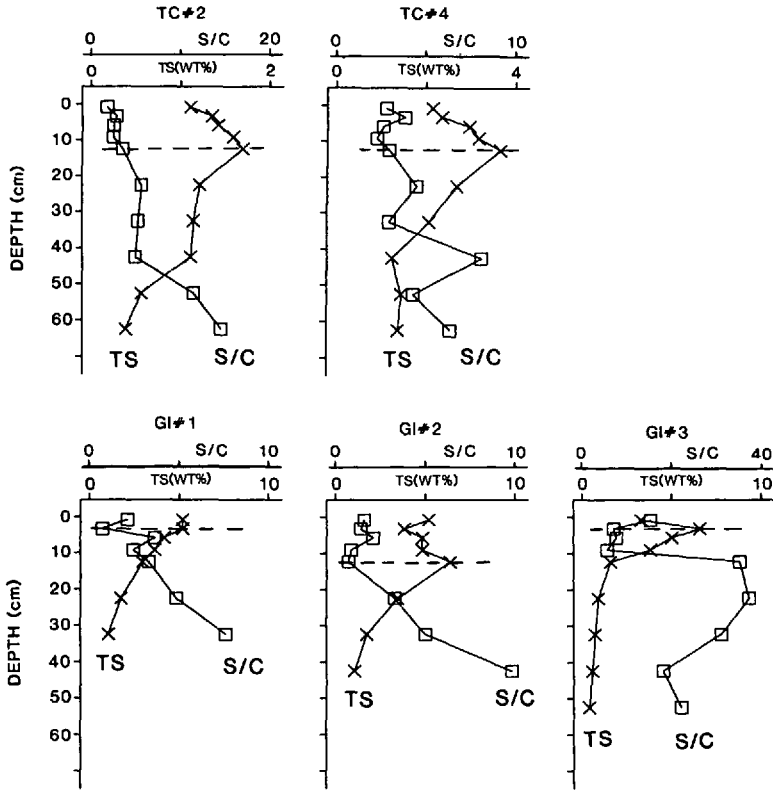 TC#2
0 S/C 20
TS(WT%)
0 2
TC#4
0 S/C 10
TS(WT%)
0 4
DEPTH (cm)
0
10
20
30
40
50
60
TS S/C
TS S/C
GI#1
0 S/C 10
TS(WT%)
0 10
GI#2
0 S/C 10
TS(WT%)
0 10
GI#3
0 S/C 40
TS(WT%)
0 10
DEPTH (cm)
0
10
20
30
40
50
60
TS S/C
TS S/C
TS S/C